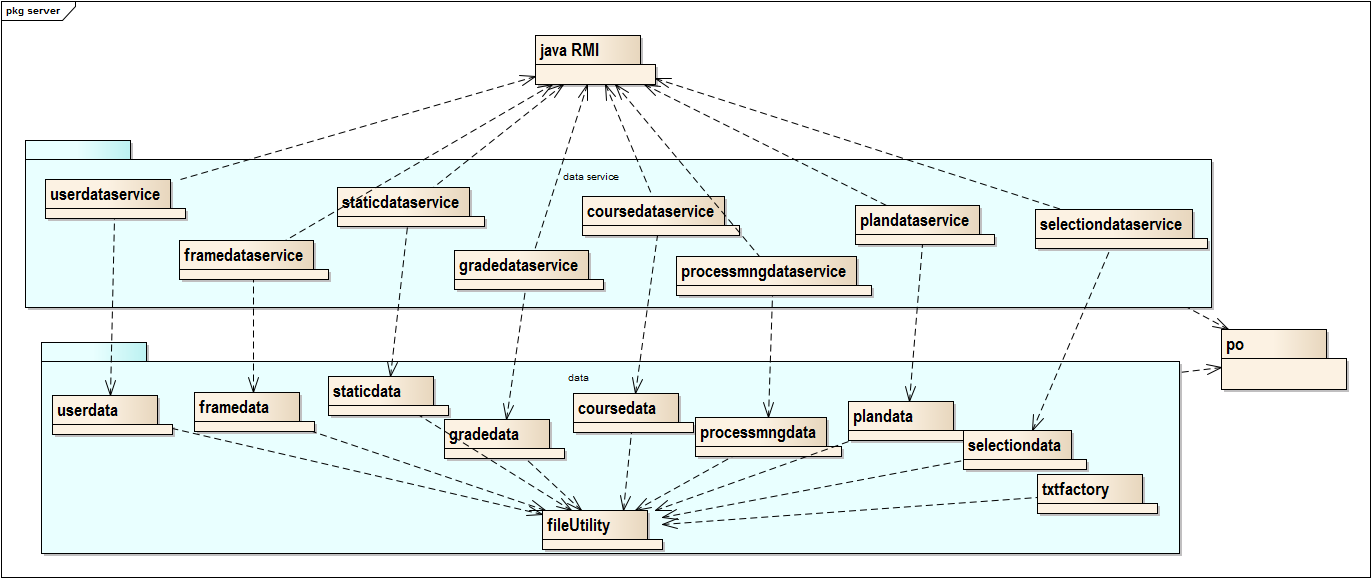 pkg server
java RMI
data service
userdataservice
staticdataservice
coursedataservice
plandataservice
selectiondataservice
framedataservice
gradedataservice
processmngdataservice
po
data
userdata
framedata
staticdata
gradedata
coursedata
processmngdata
plandata
selectiondata
txtfactory
fileUtility